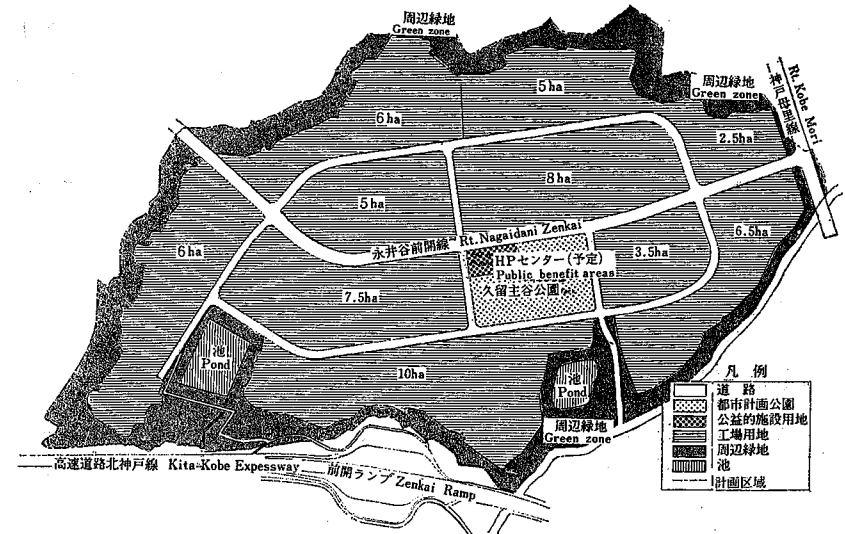 周辺緑地
Green zone
5ha
周辺緑地
Green zone
Rt. Kobe Mori
神戸母里線
6ha
2.5ha
8ha
5ha
永井谷前開線 Rt. Nagaidani Zenkai
6ha
6.5ha
HPセンター(予定)
Public benefit areas
久留主谷公園
3.5ha
7.5ha
池
Pond
10ha
池
Pond
周辺緑地
Green zone
凡例
道路
都市計画公園
公益的施設用地
工場用地
周辺緑地
池
計画区域
高速道路北神戸線 Kita-Kobe Expessway
前開ランプ Zenkai Ramp